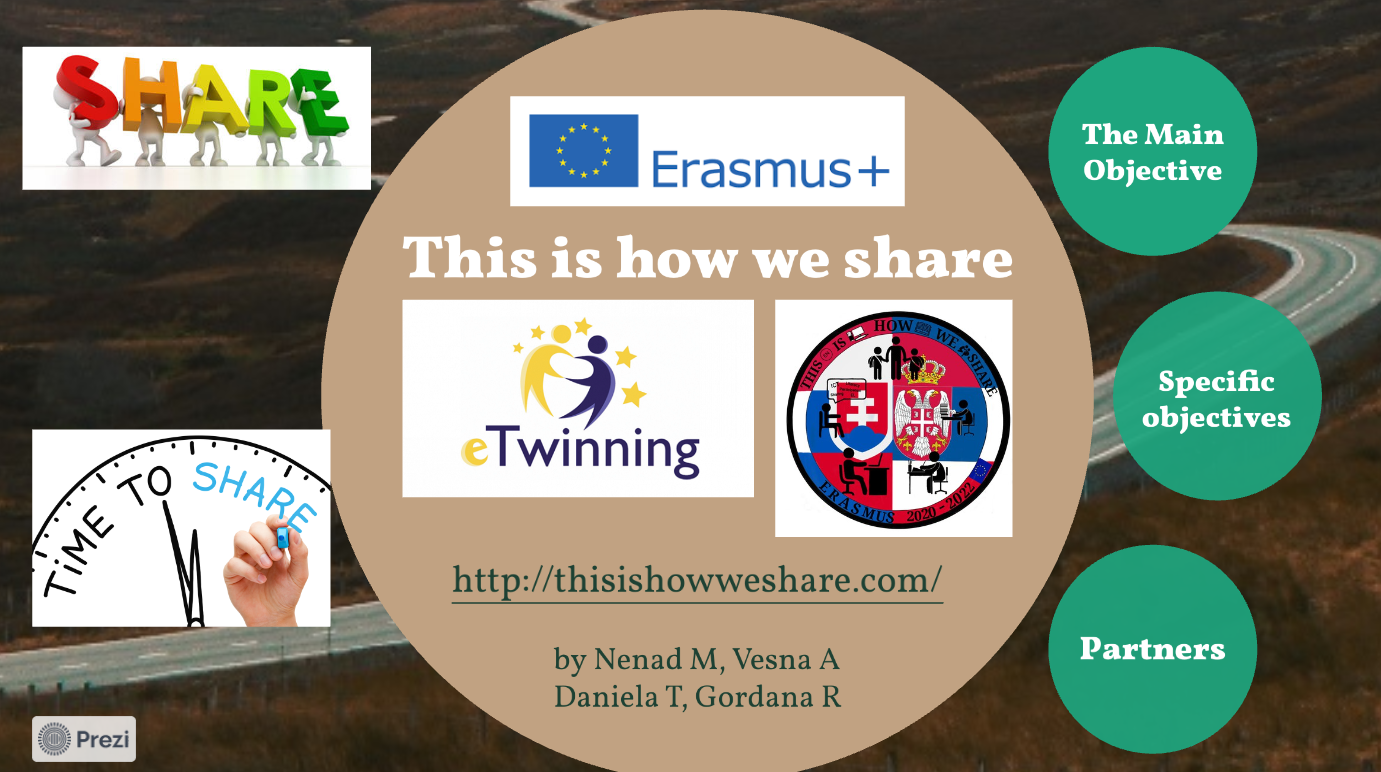 SHARE
Erasmus+
This is how we share
eTwinning
THIS IS HOW WE SHARE
ERASMUS 2020 - 2022
TiME TO SHARE
http://thisishowweshare.com/
by Nenad M, Vesna A
Daniela T, Gordana R
The Main
Objective
Specific
objectives
Partners
Prezi